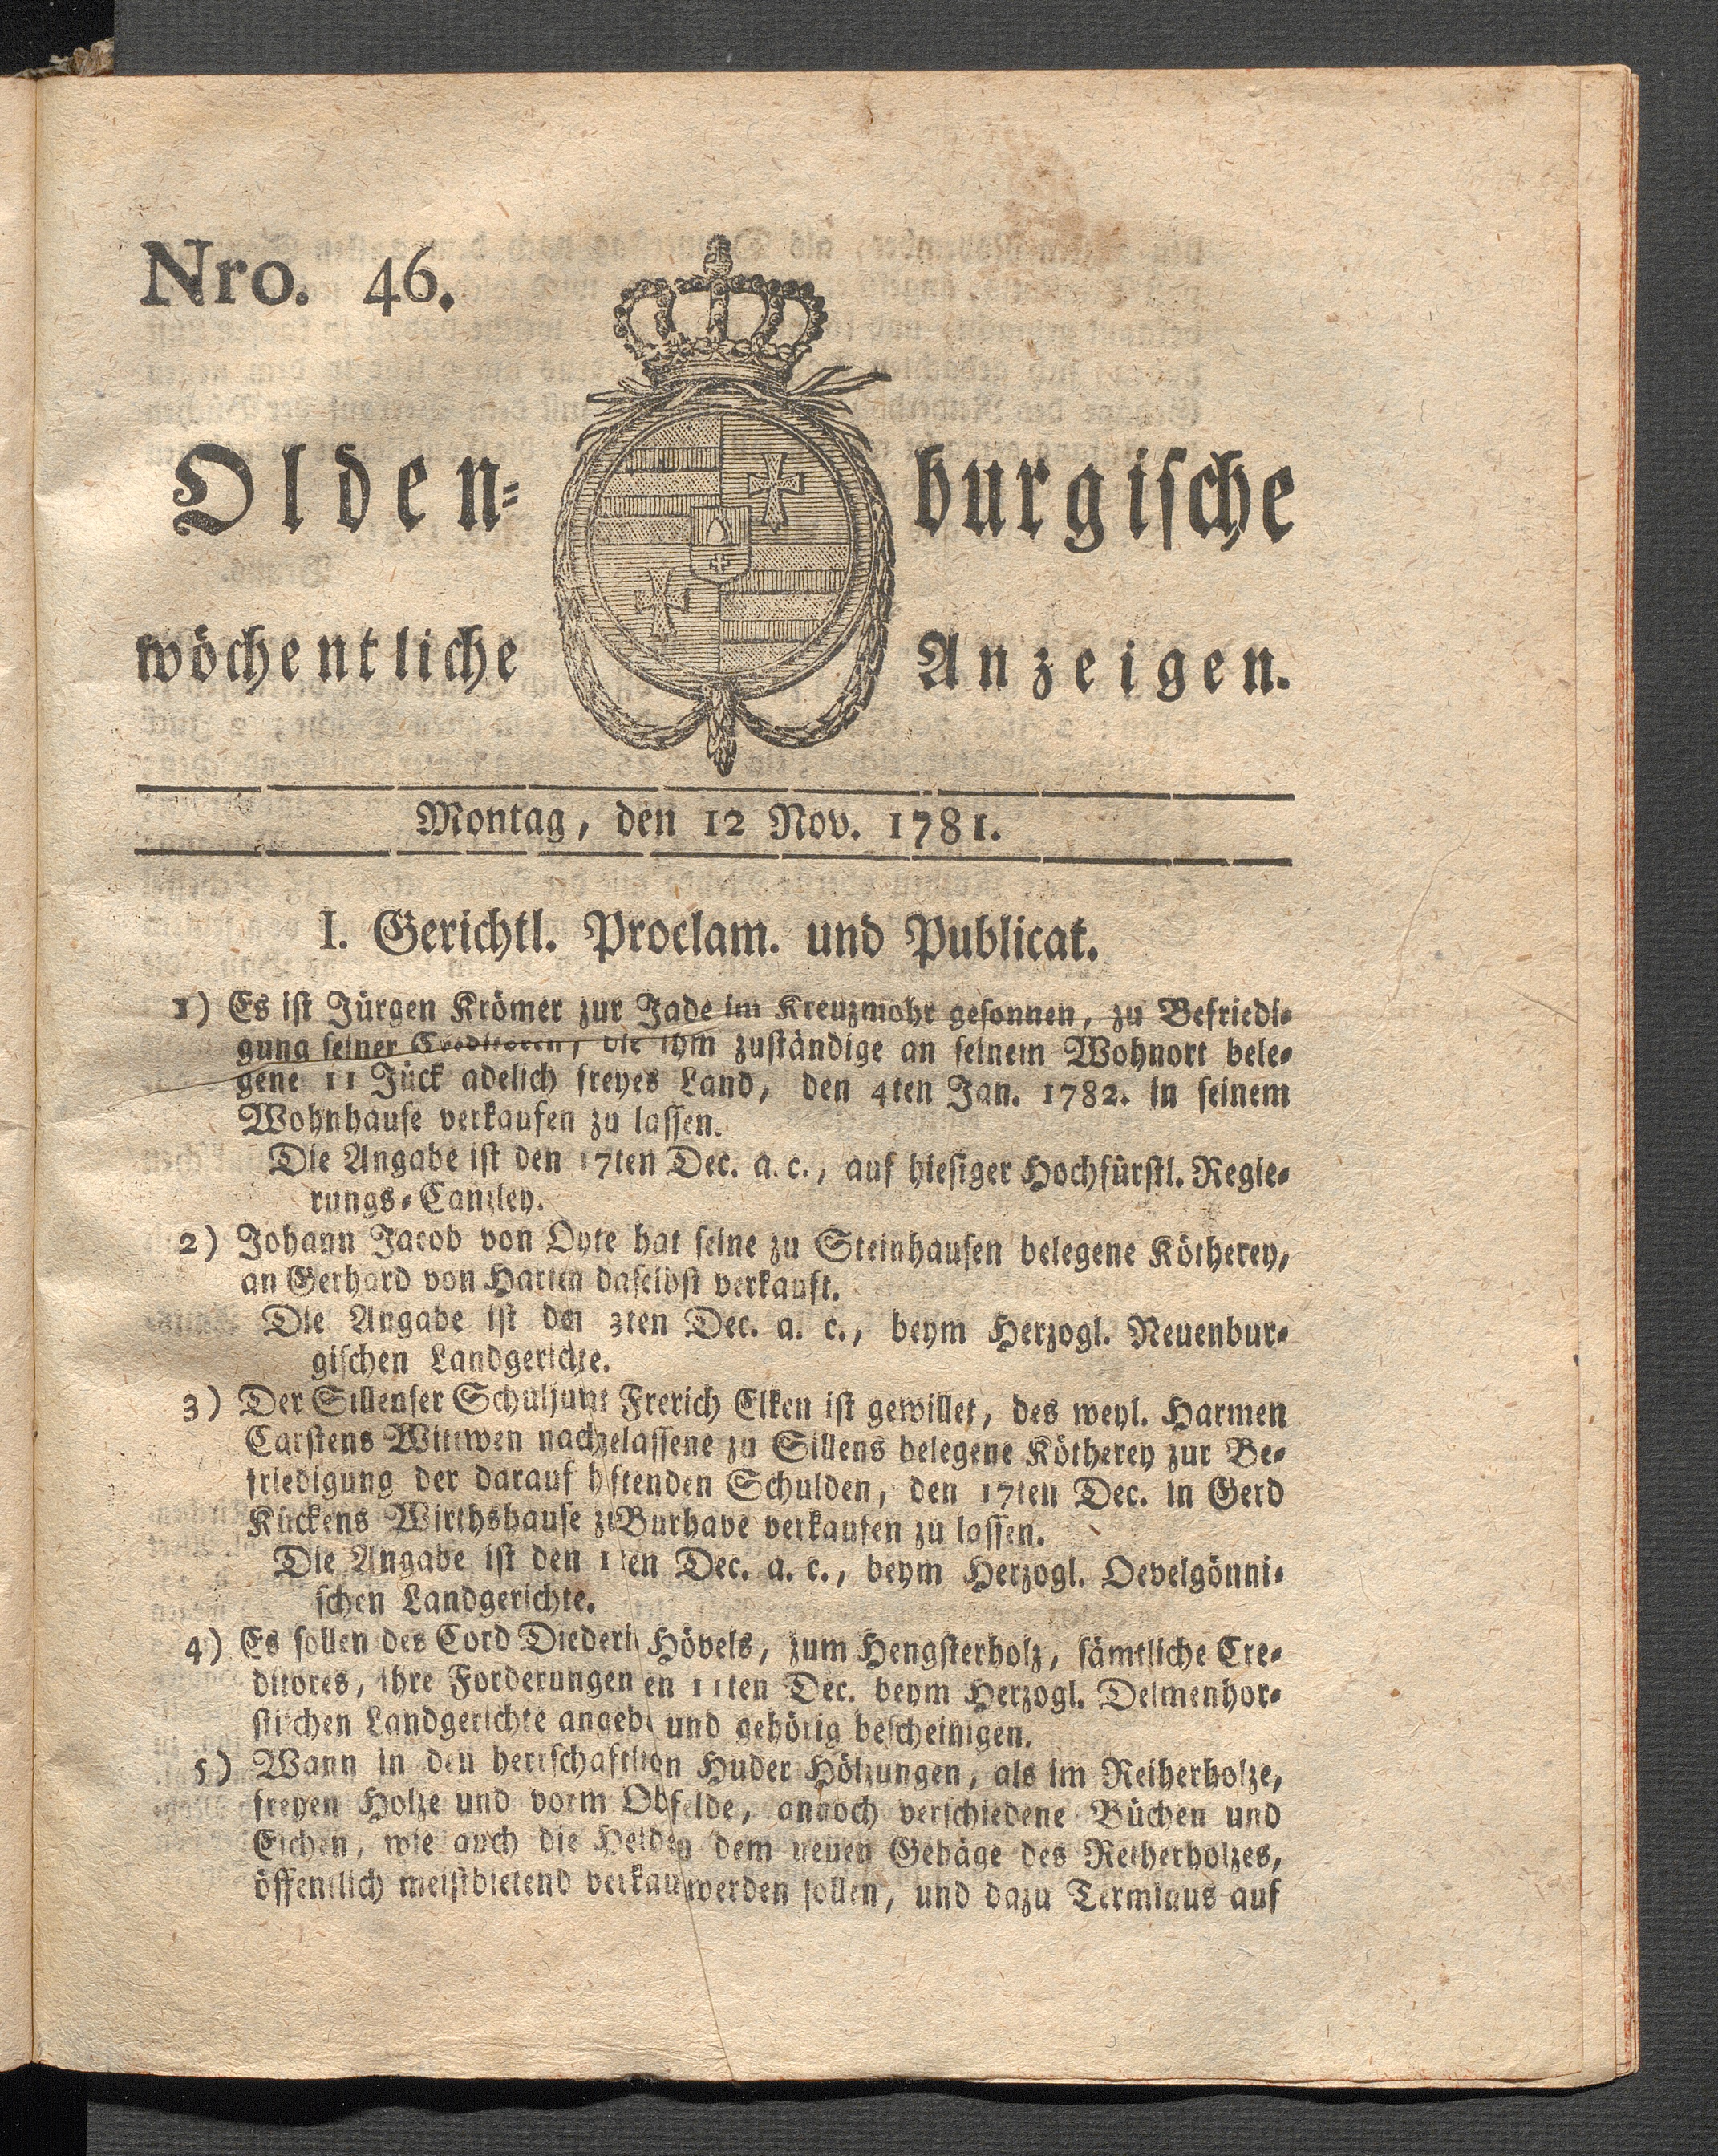 Nro. 46.
Olden-burgische
wöchentliche Anzeigen.
Montag, den 12 Nov. 1781.
I. Gerichtl. Proclam. und Publicat.
1) Es ist Jürgen Krömer zur Jade im Kreuzmohr gesonnen, zu Befriedi-
gung seiner Creditoren, die ihm zuständige an seinem Wohnort bele-
gene 11 Jück adelich freyes Land, den 4ten Jan. 1782. in seinem
Wohnhause verkaufen zu lassen.
Die Angabe ist den 17ten Dec. a. c., auf hiesiger Hochfürstl. Regie-
rungs-Canzley.
2) Johann Jacob von Oyte hat seine zu Steinhausen belegene Kötherey,
an Gerhard von Harten daselbst verkauft.
Die Angabe ist den 3ten Dec. a. c., beym Herzogl. Neuenbur-
gischen Landgerichte.
3) Der Sillenser Schuljurat Frerich Elken ist gewillet, des weyl. Harmen
Carstens Wittwen nachgelassene zu Sillens belegene Kötherey zur Be-
friedigung der darauf haftenden Schulden, den 17ten Dec. in Gerd
Kückens Wirthshause zu Burhave verkaufen zu lassen.
Die Angabe ist den Dec. a. c., beym Herzogl. Oevelgönni-
schen Landgerichte.
4) Es sollen des Cord Diederich Hövels, zum Hengsterholz, sämtliche Cre-
ditores, ihre Forderungen den 11ten Dec. beym Herzogl. Delmenhor-
stischen Landgerichte angeben und gehörig bescheinigen.
5) Wann in den herrschaftlichen Huder Hölzungen, als im Reiherholze,
freyen Holze und vorm annoch verschiedene Büchen und
Eichen, wie auch die dem neuen Gehäge des Reiherholzes,
öffentlich meistbietend verkauft werden sollen, und dazu Terminus auf